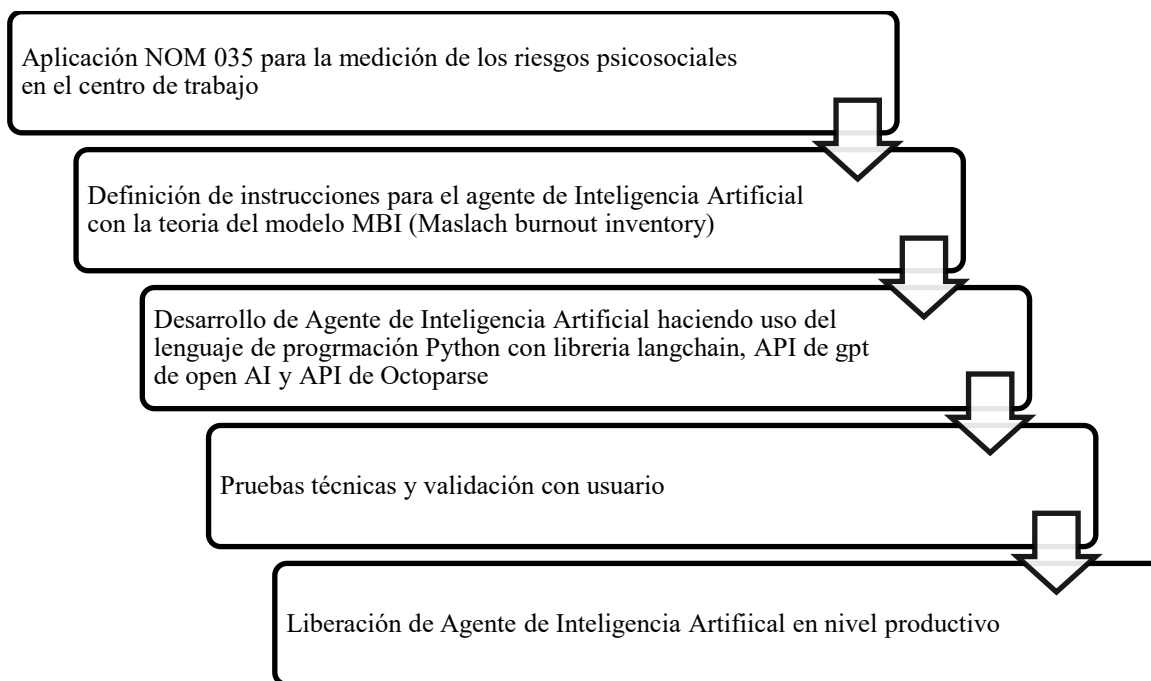 Aplicación NOM 035 para la medición de los riesgos psicosociales
en el centro de trabajo
Definición de instrucciones para el agente de Inteligencia Artificial
con la teoria del modelo MBI (Maslach burnout inventory)
Desarrollo de Agente de Inteligencia Artificial haciendo uso del
lenguaje de progrmación Python con libreria langchain, API de gpt
de open AI y API de Octoparse
Pruebas técnicas y validación con usuario
Liberación de Agente de Inteligencia Artifiical en nivel productivo